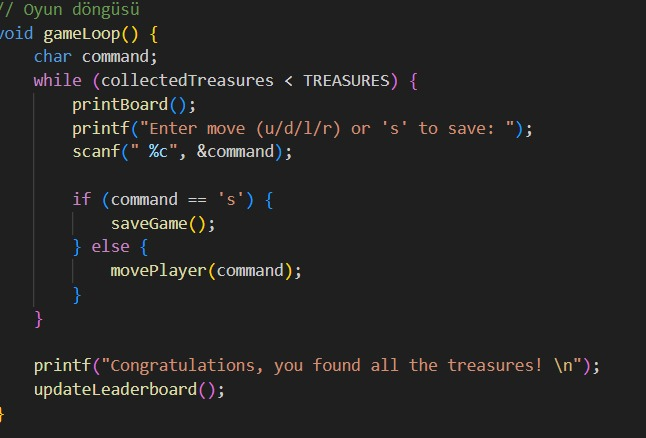 // Oyun döngüsü
void gameLoop() {
    char command;
    while (collectedTreasures < TREASURES) {
        printBoard();
        printf("Enter move (u/d/l/r) or 's' to save: ");
        scanf(" %c", &command);

        if (command == 's') {
            saveGame();
        } else {
            movePlayer(command);
        }
    }

    printf("Congratulations, you found all the treasures! \n");
    updateLeaderboard();
}